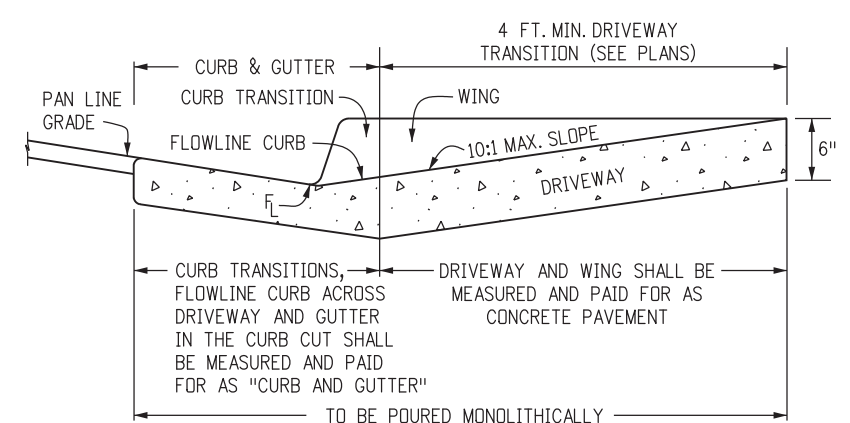 4 FT. MIN. DRIVEWAY
TRANSITION (SEE PLANS)
CURB & GUTTER
CURB TRANSITION
WING
PAN LINE
GRADE
FLOWLINE CURB
10:1 MAX. SLOPE
6"
DRIVEWAY
FL
CURB TRANSITIONS,
FLOWLINE CURB ACROSS
DRIVEWAY AND GUTTER
IN THE CURB CUT SHALL
BE MEASURED AND PAID
FOR AS "CURB AND GUTTER"
DRIVEWAY AND WING SHALL BE
MEASURED AND PAID FOR AS
CONCRETE PAVEMENT
TO BE POURED MONOLITHICALLY